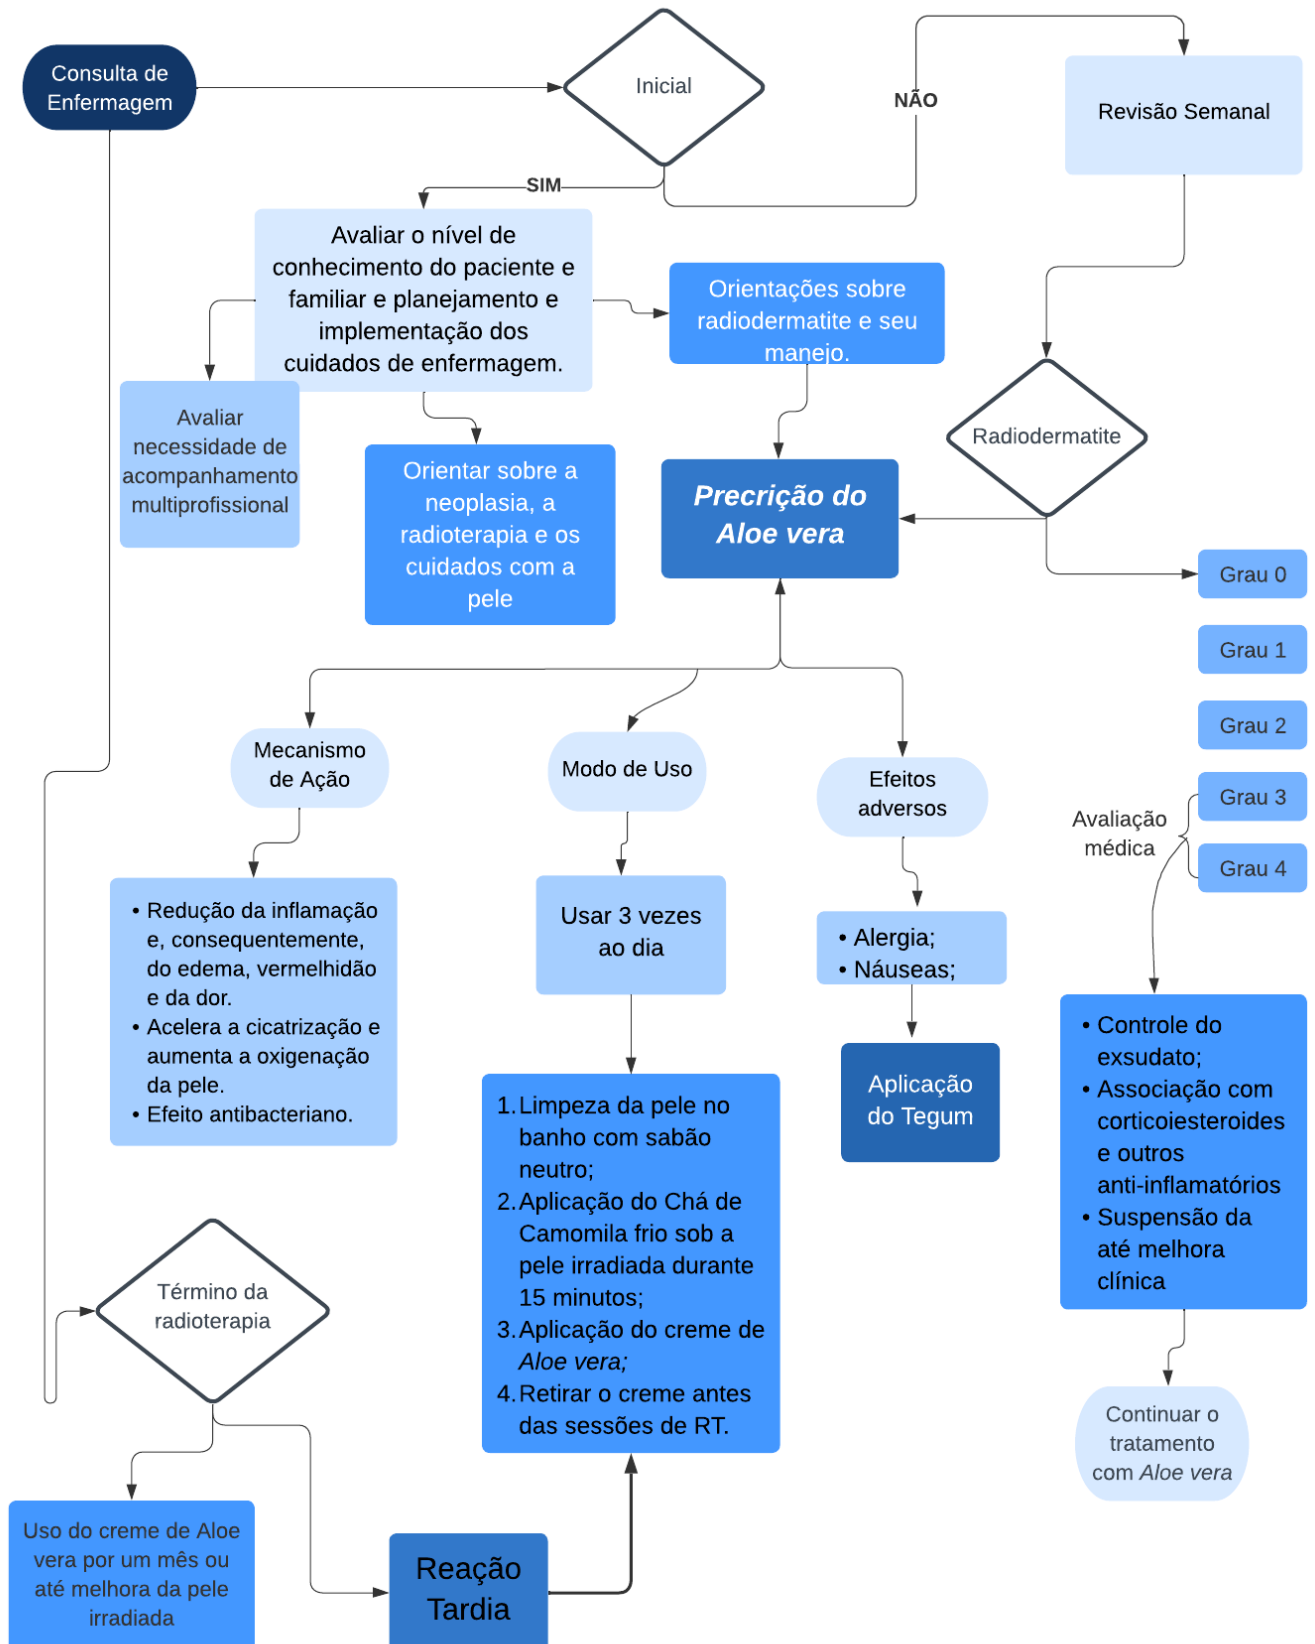 Consulta de
Enfermagem
Inicial
NÃO
Revisão Semanal
SIM
Avaliar o nível de
conhecimento do paciente e
familiar e planejamento e
implementação dos
cuidados de enfermagem.
Orientações sobre
radiodermatite e seu
manejo.
Avaliar
necessidade de
acompanhamento
multiprofissional
Orientar sobre a
neoplasia, a
radioterapia e os
cuidados com a
pele
Precrição do
Aloe vera
Radiodermatite
Grau 0
Grau 1
Grau 2
Grau 3
Grau 4
Avaliação
médica
Mecanismo
de Ação
Modo de Uso
Efeitos
adversos
• Redução da inflamação
e, consequentemente,
do edema, vermelhidão
e da dor.
• Acelera a cicatrização e
aumenta a oxigenação
da pele.
• Efeito antibacteriano.
Usar 3 vezes
ao dia
• Alergia;
• Náuseas;
Aplicação
do Tegum
• Controle do
exsudato;
• Associação com
corticoiesteroides
e outros
anti-inflamatórios
• Suspensão da
até melhora
clínica
1. Limpeza da pele no
banho com sabão
neutro;
2. Aplicação do Chá de
Camomila frio sob a
pele irradiada durante
15 minutos;
3. Aplicação do creme de
Aloe vera;
4. Retirar o creme antes
das sessões de RT.
Término da
radioterapia
Continuar o
tratamento
com Aloe vera
Uso do creme de Aloe
vera por um mês ou
até melhora da pele
irradiada
Reação
Tardia